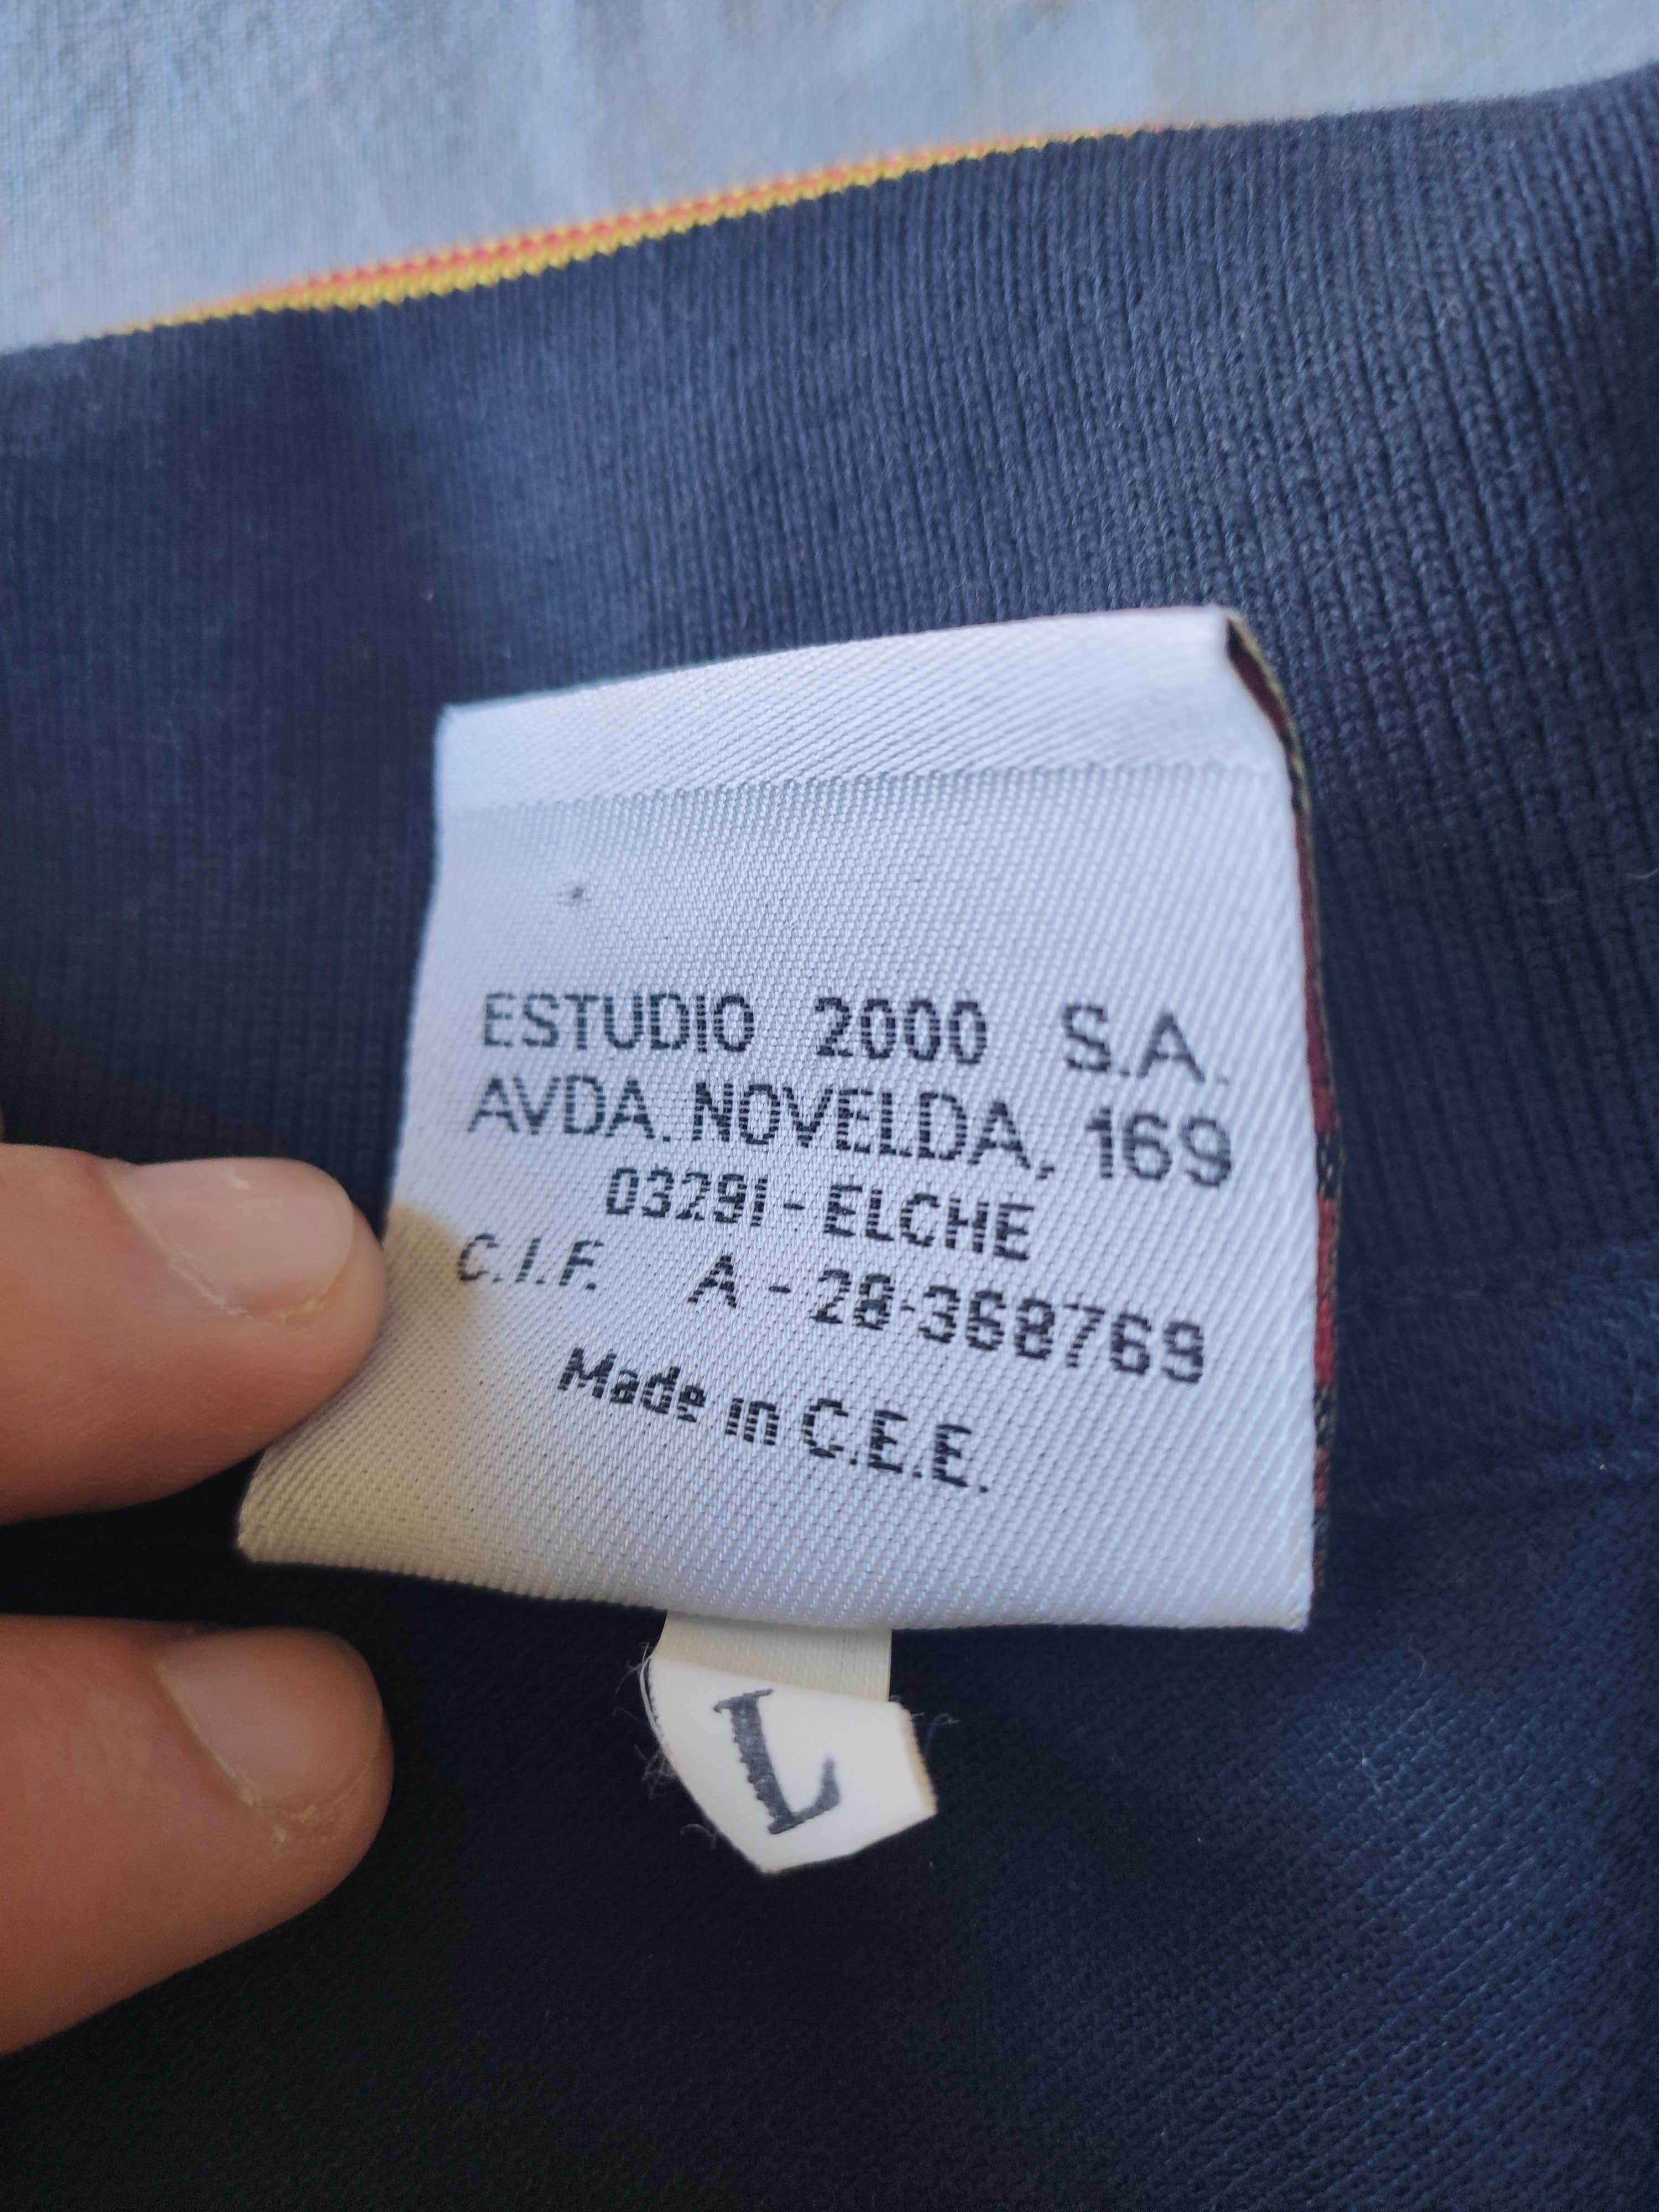 ESTUDIO 2000 S.A.
AVDA. NOVELDA, 169
03291 - ELCHE
C.I.F. A - 28-368769
Made in C.E.E.
L